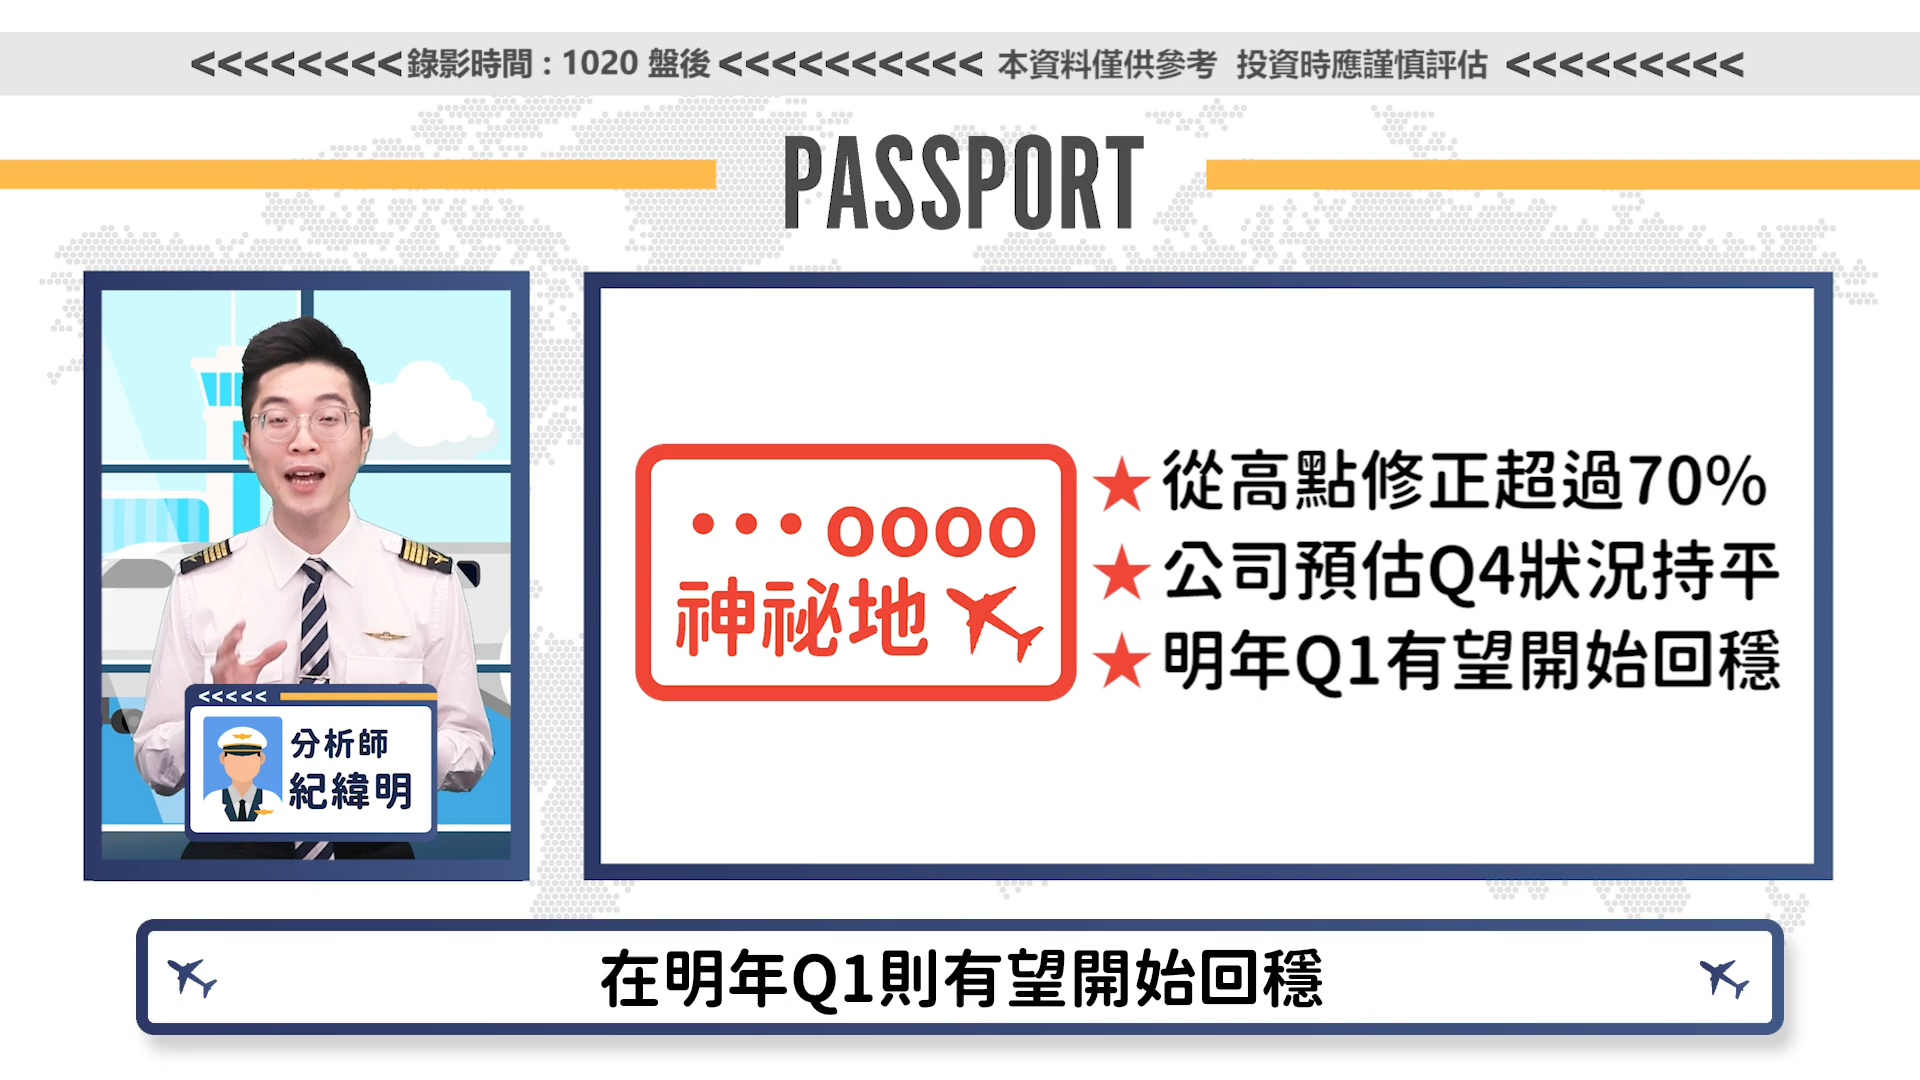 <<<<<<<<錄影時間：1020 盤後<<<<<<<<<< 本資料僅供參考 投資時應謹慎評估 <<<<<<<<<
PASSPORT
•••oooo
神祕地
★從高點修正超過70%
★公司預估Q4狀況持平
★明年Q1有望開始回穩
<<<<<
分析師
紀緯明
在明年Q1則有望開始回穩